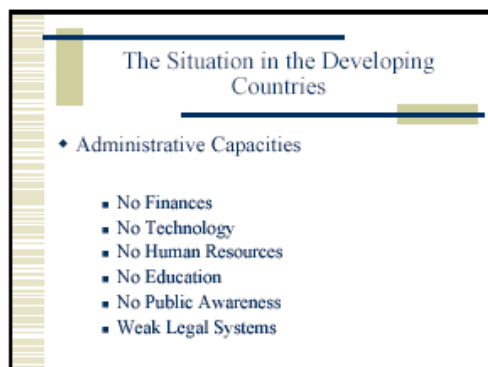 The Situation in the Developing
Countries
Administrative Capacities
No Finances
No Technology
No Human Resources
No Education
No Public Awareness
Weak Legal Systems